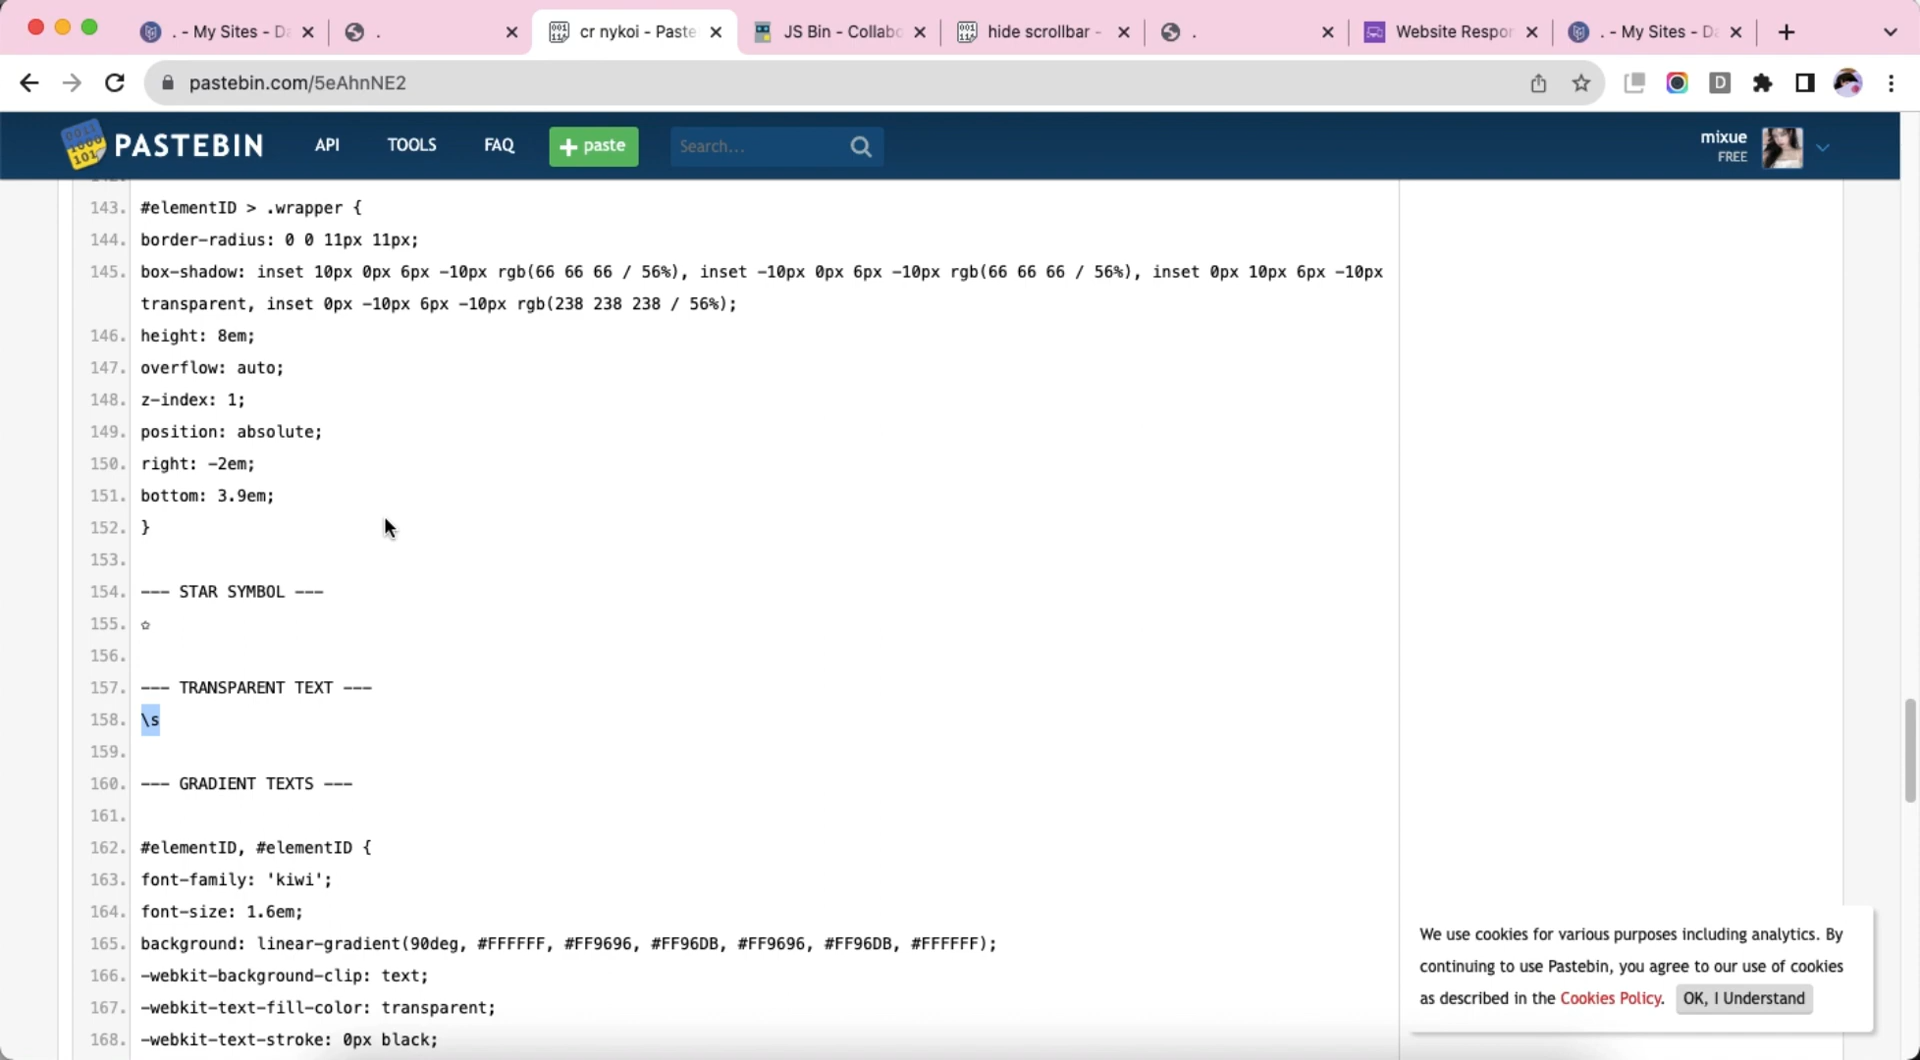 . - My Sites - Da
.
cr nykoi - Paste
JS Bin - Collabo
hide scrollbar -
.
Website Respor
. - My Sites - Da
pastebin.com/5eAhnNE2
D
PASTEBIN
API
TOOLS
FAQ
+ paste
Search...
mixue
FREE
143. #elementID > .wrapper {
144. border-radius: 0 0 11px 11px;
145. box-shadow: inset 10px 0px 6px -10px rgb(66 66 66 / 56%), inset -10px 0px 6px -10px rgb(66 66 66 / 56%), inset 0px 10px 6px -10px
transparent, inset 0px -10px 6px -10px rgb(238 238 238 / 56%);
146. height: 8em;
147. overflow: auto;
148. z-index: 1;
149. position: absolute;
150. right: -2em;
151. bottom: 3.9em;
152. }
153.
154. --- STAR SYMBOL ---
155. ✩
156.
157. --- TRANSPARENT TEXT ---
158. \s
159.
160. --- GRADIENT TEXTS ---
161.
162. #elementID, #elementID {
163. font-family: 'kiwi';
164. font-size: 1.6em;
165. background: linear-gradient(90deg, #FFFFFF, #FF9696, #FF96DB, #FF9696, #FF96DB, #FFFFFF);
166. -webkit-background-clip: text;
167. -webkit-text-fill-color: transparent;
168. -webkit-text-stroke: 0px black;
We use cookies for various purposes including analytics. By
continuing to use Pastebin, you agree to our use of cookies
as described in the Cookies Policy. OK, I Understand